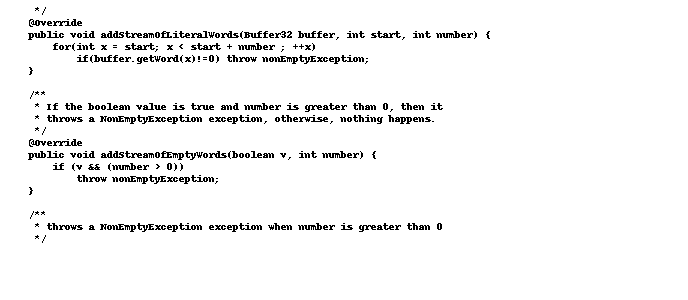 */
@Override
public void addStreamOfLiteralWords(Buffer32 buffer, int start, int number) {
for(int x = start; x < start + number ; ++x)
if(buffer.getWord(x)!=0) throw nonEmptyException;
}
/**
* If the boolean value is true and number is greater than 0, then it
* throws a NonEmptyException exception, otherwise, nothing happens.
*/
@Override
public void addStreamOfEmptyWords(boolean v, int number) {
if (v && (number > 0))
throw nonEmptyException;
}
/**
* throws a NonEmptyException exception when number is greater than 0
*/